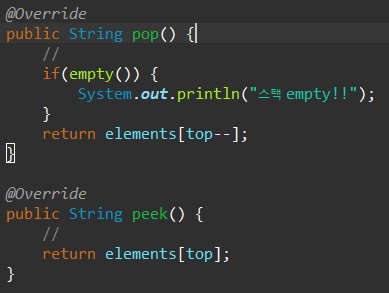 @Override
public String pop() {
//
if(empty()) {
System.out.println("스택 empty!!");
}
return elements[top--];
}
@Override
public String peek() {
//
return elements[top];
}